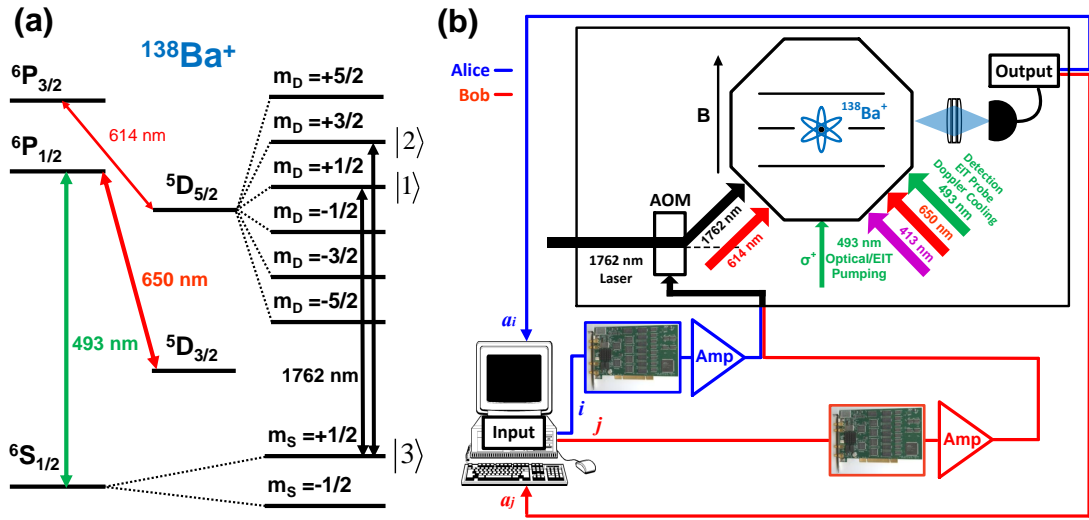 (a)
138Ba+
6P3/2
614 nm
6P1/2
5D5/2
650 nm
493 nm
5D3/2
6S1/2
mD =+5/2
mD =+3/2
|2⟩
mD =+1/2
|1⟩
mD =-1/2
mD =-3/2
mD =-5/2
1762 nm
mS =+1/2
|3⟩
mS =-1/2
(b)
Alice
Bob
B
138Ba+
Output
AOM
1762 nm
1762 nm
Laser
614 nm
σ+
493 nm
Optical/EIT
Pumping
413 nm
650 nm
Detection
EIT Probe
Doppler Cooling
493 nm
ai
Amp
Input
i
j
Amp
aj